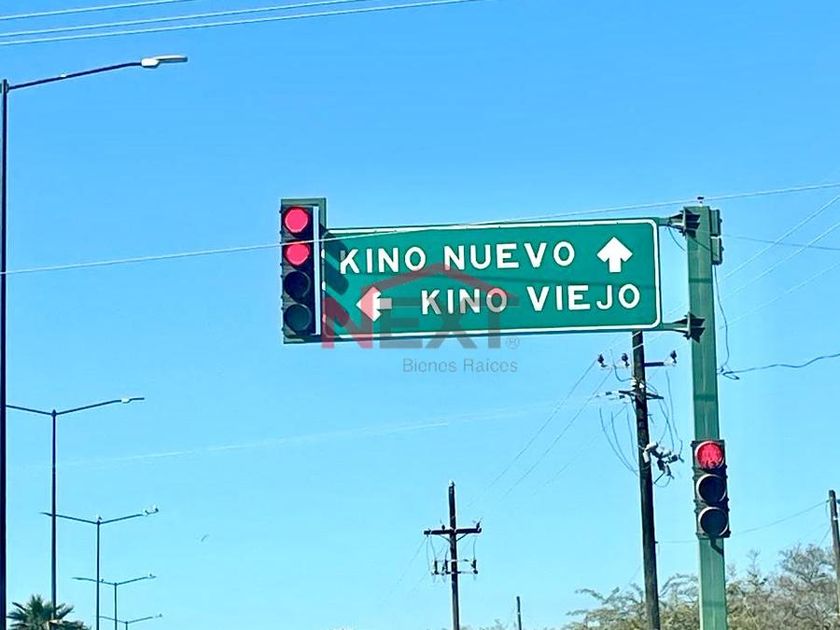 KINO NUEVO
KINO VIEJO
NEXT®
Bienes Raíces